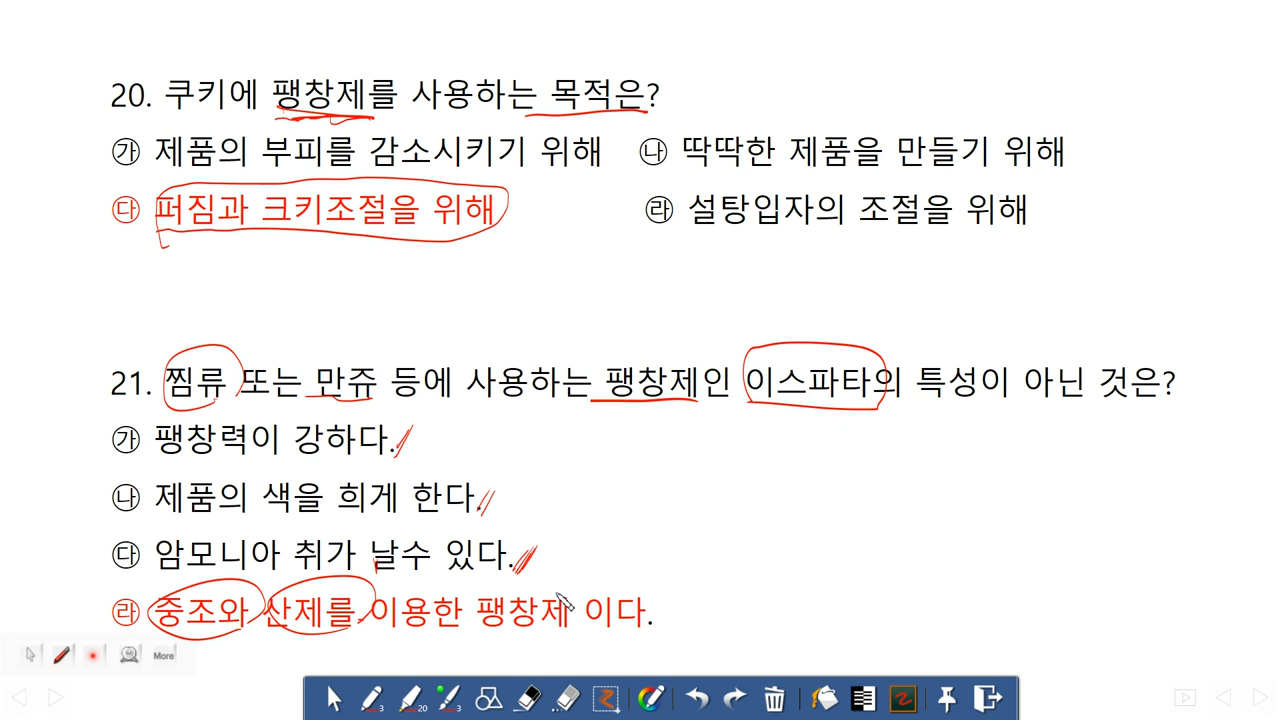 20. 쿠키에 팽창제를 사용하는 목적은?
㉮ 제품의 부피를 감소시키기 위해 ㉯ 딱딱한 제품을 만들기 위해
㉰ 퍼짐과 크키조절을 위해 ㉱ 설탕입자의 조절을 위해
21. 찜류 또는 만쥬 등에 사용하는 팽창제인 이스파타의 특성이 아닌 것은?
㉮ 팽창력이 강하다.
㉯ 제품의 색을 희게 한다.
㉰ 암모니아 취가 날수 있다.
㉱ 중조와 산제를 이용한 팽창제 이다.
More
3 20 3